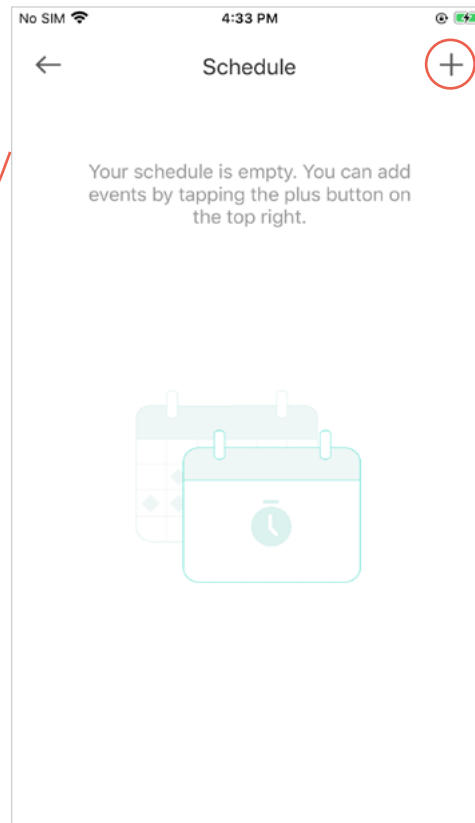 No SIM 4:33 PM
Schedule
Your schedule is empty. You can add
events by tapping the plus button on
the top right.